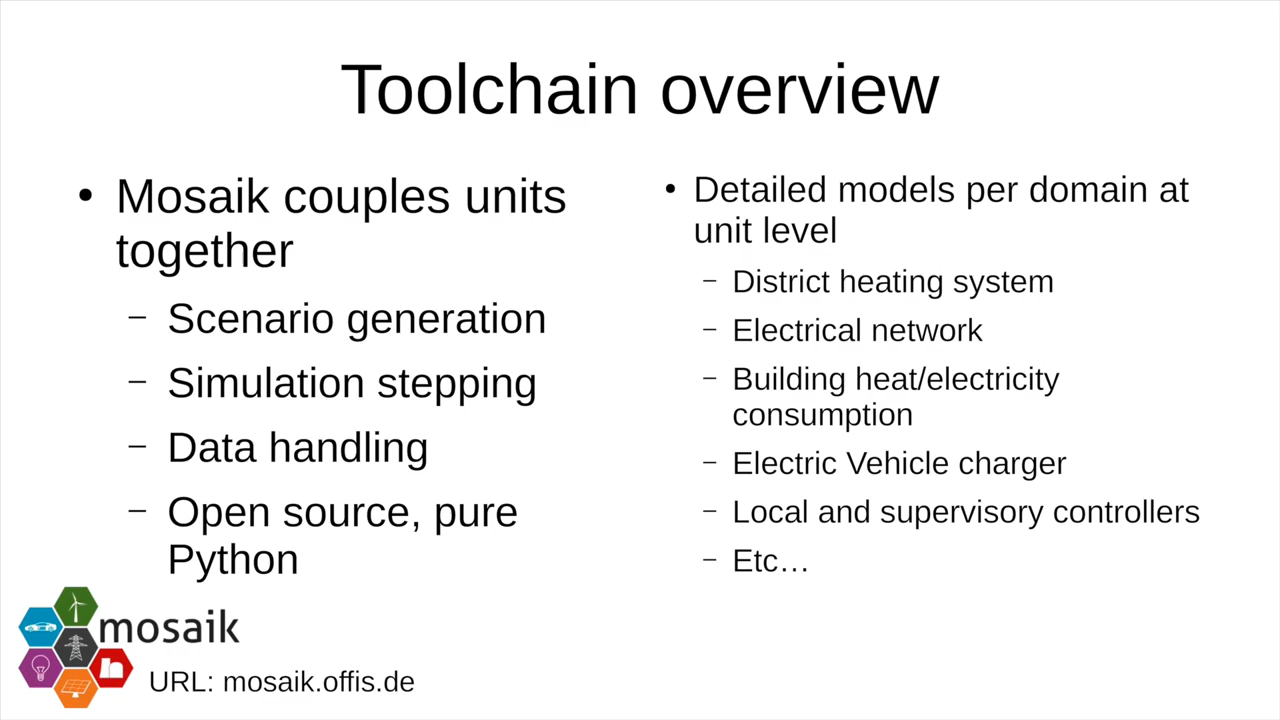 Toolchain overview
• Mosaik couples units
together
– Scenario generation
– Simulation stepping
– Data handling
– Open source, pure
Python
• Detailed models per domain at
unit level
– District heating system
– Electrical network
– Building heat/electricity
consumption
– Electric Vehicle charger
– Local and supervisory controllers
– Etc…
mosaik
URL: mosaik.offis.de